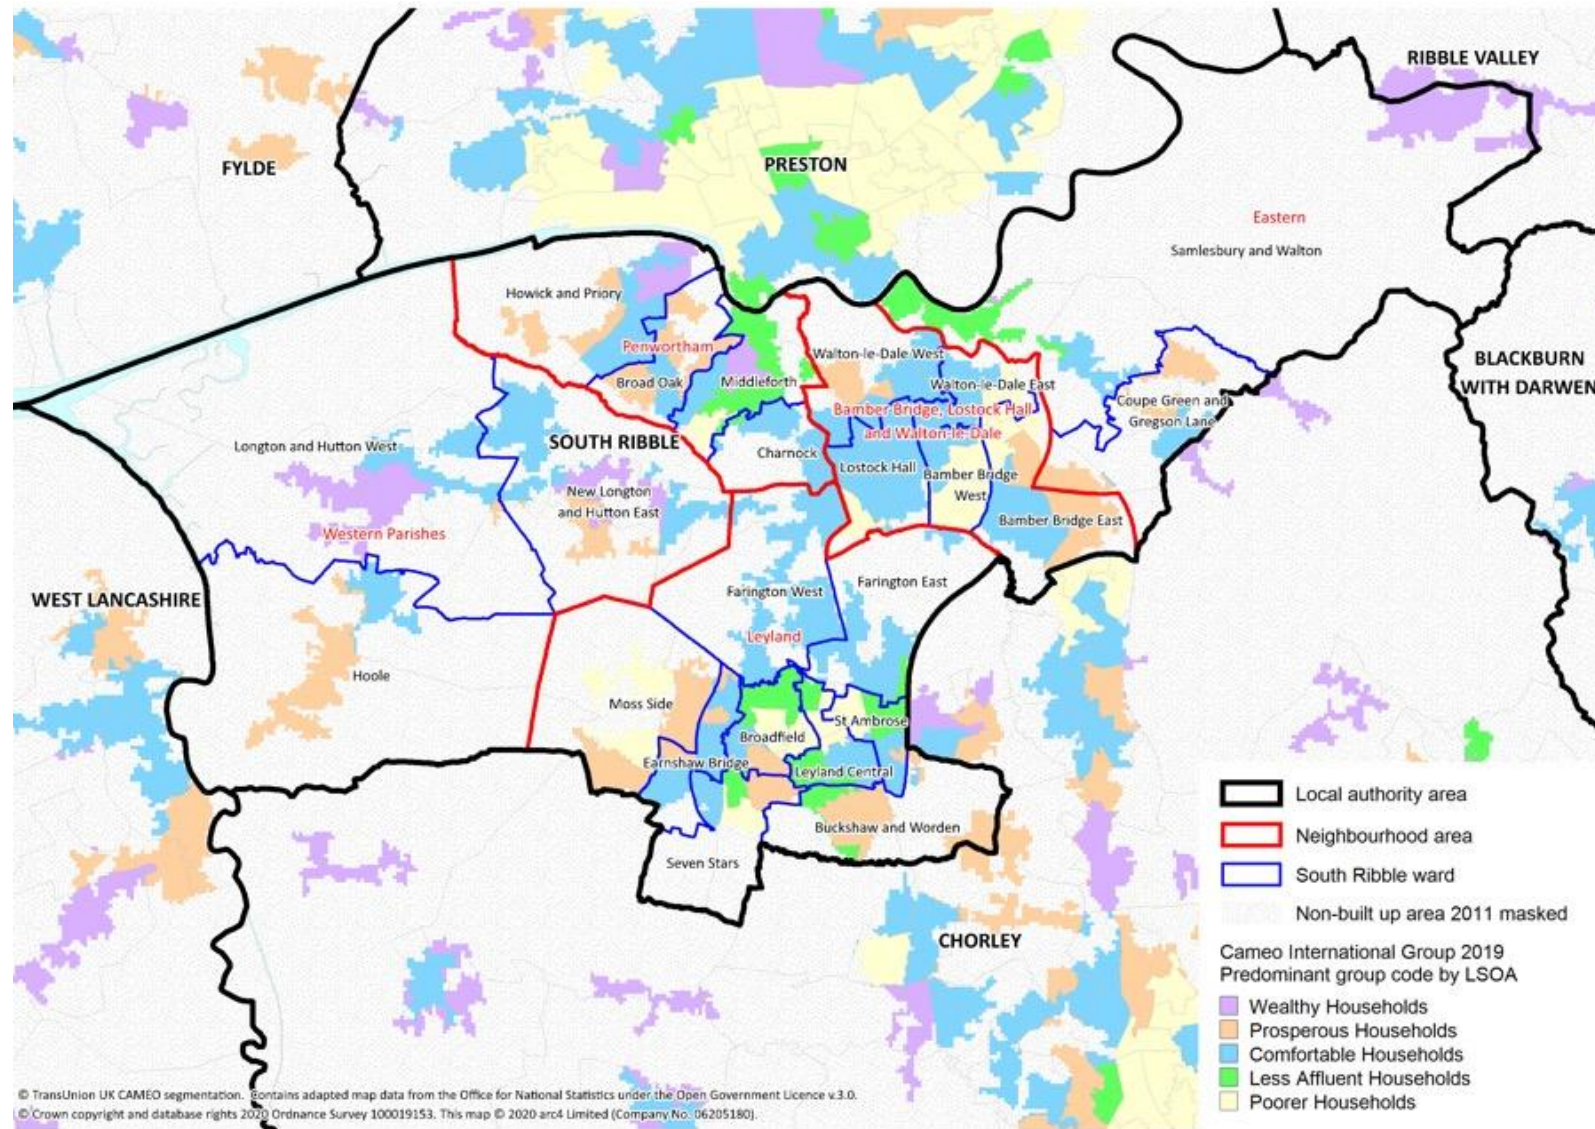 RIBBLE VALLEY
FYLDE
PRESTON
Eastern
Samlesbury and Walton
Howick and Priory
Penwortham
Walton-le-Dale West
BLACKBURN
WITH DARWEN
Broad Oak
Middleforth
Walton-le-Dale East
Coupe Green and
Gregson Lane
Bamber Bridge, Lostock Hall
and Walton-le-Dale
Longton and Hutton West
SOUTH RIBBLE
Charnock
Lostock Hall
Bamber Bridge
West
New Longton
and Hutton East
Bamber Bridge East
Western Parishes
WEST LANCASHIRE
Farington West
Farington East
Leyland
Hoole
Moss Side
St Ambrose
Broadfield
Earnshaw Bridge
Leyland Central
Buckshaw and Worden
Seven Stars
CHORLEY
Local authority area
Neighbourhood area
South Ribble ward
Non-built up area 2011 masked
Cameo International Group 2019
Predominant group code by LSOA
Wealthy Households
Prosperous Households
Comfortable Households
Less Affluent Households
Poorer Households
© TransUnion UK CAMEO segmentation. Contains adapted map data from the Office for National Statistics under the Open Government Licence v.3.0.
© Crown copyright and database rights 2020 Ordnance Survey 100019153. This map © 2020 arc4 Limited (Company No. 06205180).